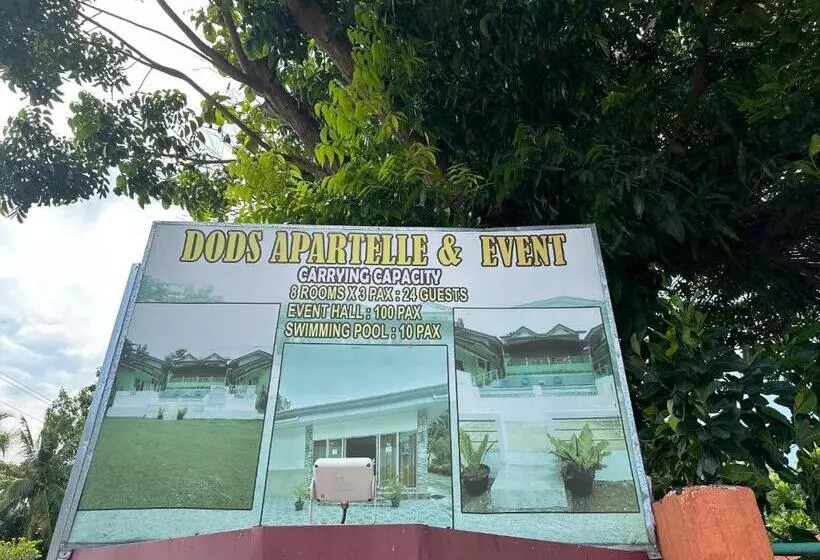 DODS APARTELLE & EVENT
CARRYING CAPACITY
8 ROOMS X 3 PAX : 24 GUESTS
EVENT HALL : 100 PAX
SWIMMING POOL : 10 PAX